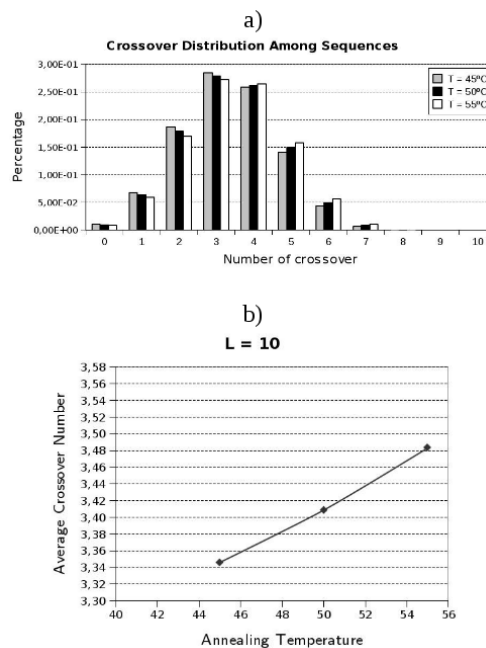 a)
Crossover Distribution Among Sequences
3,00E-01
2,50E-01
2,00E-01
1,50E-01
1,00E-01
5,00E-02
0,00E+00
Percentage
T = 45ºC
T = 50ºC
T = 55ºC
0 1 2 3 4 5 6 7 8 9 10
Number of crossover
b)
L = 10
3,58
3,56
3,54
3,52
3,50
3,48
3,46
3,44
3,42
3,40
3,38
3,36
3,34
3,32
3,30
Average Crossover Number
40 42 44 46 48 50 52 54 56
Annealing Temperature